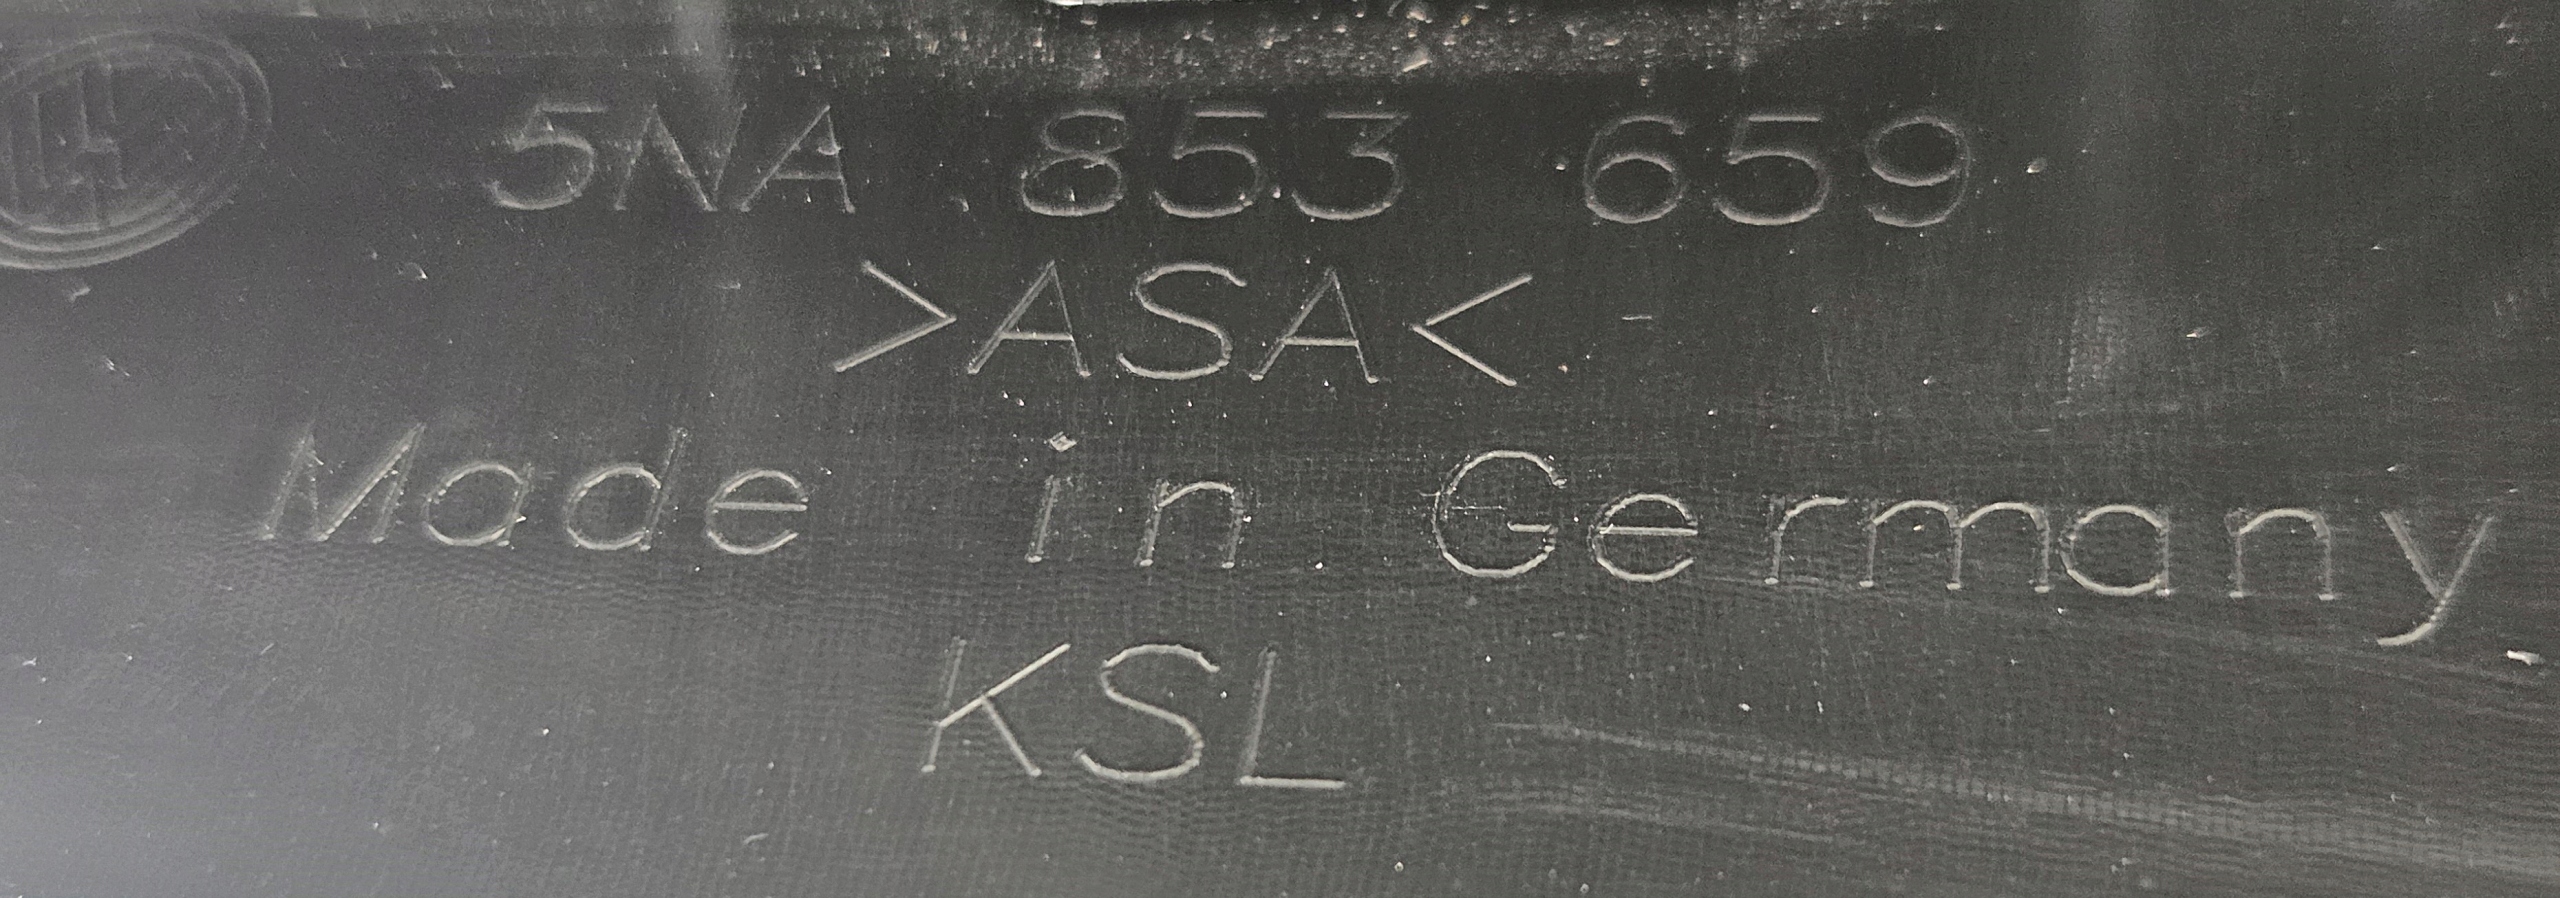 5NA 853 659
>ASA<
Made in Germany
KSL